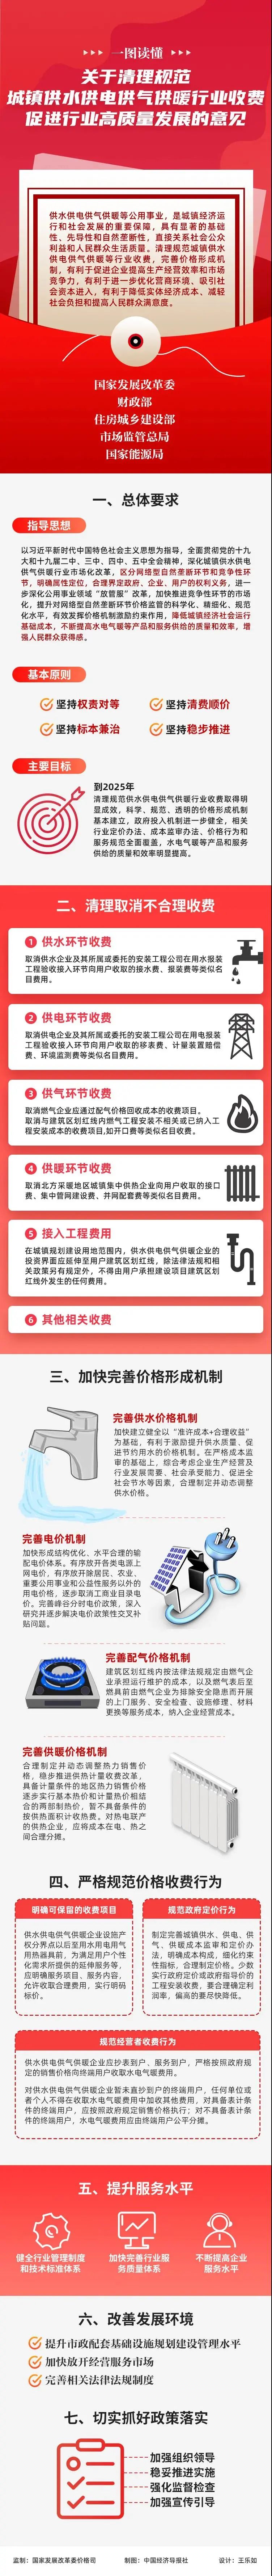 一图读懂
关于清理规范
城镇供水供电供气供暖行业收费
促进行业高质量发展的意见
供水供电供气供暖等公用事业，是城镇经济运
行和社会发展的重要保障，具有显著的基础
性、先导性和自然垄断性，直接关系社会公众
利益和人民群众生活质量。清理规范城镇供水
供电供气供暖等行业收费，完善价格形成机
制，有利于促进企业提高生产经营效率和市场
竞争力，有利于进一步优化营商环境、吸引社
会资本进入，有利于降低实体经济成本、减轻
社会负担和提高人民群众满意度。
国家发展改革委
财政部
住房城乡建设部
市场监管总局
国家能源局
一、总体要求
指导思想
以习近平新时代中国特色社会主义思想为指导，全面贯彻党的十九
大和十九届二中、三中、四中、五中全会精神，深化城镇供水供电
供气供暖行业市场化改革，区分网络型自然垄断环节和竞争性环
节，明确属性定位，合理界定政府、企业、用户的权利义务，进一
步深化公用事业领域“放管服”改革，加快推进竞争性环节的市场
化，提升对网络型自然垄断环节价格监管的科学化、精细化、规范
化水平，有效发挥价格机制激励约束作用，降低城镇经济社会运行
基础成本，不断提高水电气暖等产品和服务供给的质量和效率，增
强人民群众获得感。
基本原则
坚持权责对等
坚持清费顺价
坚持标本兼治
坚持稳步推进
主要目标
到2025年
清理规范供水供电供气供暖行业收费取得明
显成效，科学、规范、透明的价格形成机制
基本建立，政府投入机制进一步健全，相关
行业定价办法、成本监审办法、价格行为和
服务规范全面覆盖，水电气暖等产品和服务
供给的质量和效率明显提高。
二、清理取消不合理收费
1 供水环节收费
取消供水企业及其所属或委托的安装工程公司在用水报装
工程验收接入环节向用户收取的接水费、报装费等类似名
目费用。
2 供电环节收费
取消供电企业及其所属或委托的安装工程公司在用电报装
工程验收接入环节向用户收取的移表费、计量装置赔偿
费、环境监测费等类似名目费用。
3 供气环节收费
取消燃气企业应通过配气价格回收成本的收费项目。
取消与建筑区划红线内燃气工程安装不相关或已纳入工
程安装成本的收费项目,如开口费等类似名目收费。
4 供暖环节收费
取消北方采暖地区城镇集中供热企业向用户收取的接口
费、集中管网建设费、并网配套费等类似名目费用。
5 接入工程费用
在城镇规划建设用地范围内，供水供电供气供暖企业的
投资界面应延伸至用户建筑区划红线，除法律法规和相
关政策另有规定外，不得由用户承担建设项目建筑区划
红线外发生的任何费用。
6 其他相关收费
三、加快完善价格形成机制
完善供水价格机制
加快建立健全以“准许成本+合理收益”
为基础，有利于激励提升供水质量、促
进节约用水的价格机制。在严格成本监
审的基础上，综合考虑企业生产经营及
行业发展需要、社会承受能力、促进全
社会节水等因素，合理制定并动态调整
供水价格。
完善电价机制
加快形成结构优化、水平合理的输
配电价体系。有序放开各类电源上
网电价，有序放开除居民、农业、
重要公用事业和公益性服务以外的
用电价格，逐步取消工商业目录电
价。完善峰谷分时电价政策，深入
研究并逐步解决电价政策性交叉补
贴问题。
完善配气价格机制
建筑区划红线内按法律法规规定由燃气企
业承担运行维护的成本，以及燃气表后至
燃具前由燃气企业为排除安全隐患而开展
的上门服务、安全检查、设施修理、材料
更换等服务成本，纳入企业经营成本。
完善供暖价格机制
合理制定并动态调整热力销售价
格，稳步推进供热计量收费改革，
具备计量条件的地区热力销售价格
逐步实行基本热价和计量热价相结
合的两部制热价，暂不具备条件的
按供热面积计收热费。对热电联产
的供热企业，应将成本在电、热之
间合理分摊。
四、严格规范价格收费行为
明确可保留的收费项目
供水供电供气供暖企业设施产
权分界点以后至用水用电用气
用热器具前，为满足用户个性
化需求所提供的延伸服务等，
应明确服务项目、服务内容，
允许收取合理费用，实行明码
标价。
规范政府定价行为
制定完善城镇供水、供电、供
气、供暖成本监审和定价办
法，明确成本构成，细化约束
性指标，合理制定价格。少数
实行政府定价或政府指导价的
工程安装收费，要合理确定利
润率，偏高的要尽快降低。
规范经营者收费行为
供水供电供气供暖企业应抄表到户、服务到户，严格按照政府规
定的销售价格向终端用户收取水电气暖费用。
对供水供电供气供暖企业暂未直抄到户的终端用户，任何单位或
者个人不得在收取水电气暖费用中加收其他费用，对具备表计条
件的终端用户，应按照政府规定销售价格执行；对不具备表计条
件的终端用户，水电气暖费用应由终端用户公平分摊。
五、提升服务水平
健全行业管理制度
和技术标准体系
加快完善行业服
务质量体系
不断提高企业
服务水平
六、改善发展环境
提升市政配套基础设施规划建设管理水平
加快放开经营服务市场
完善相关法律法规制度
七、切实抓好政策落实
加强组织领导
稳妥推进实施
强化监督检查
加强宣传引导
监制：国家发展改革委价格司
制图：中国经济导报社
设计：王乐如